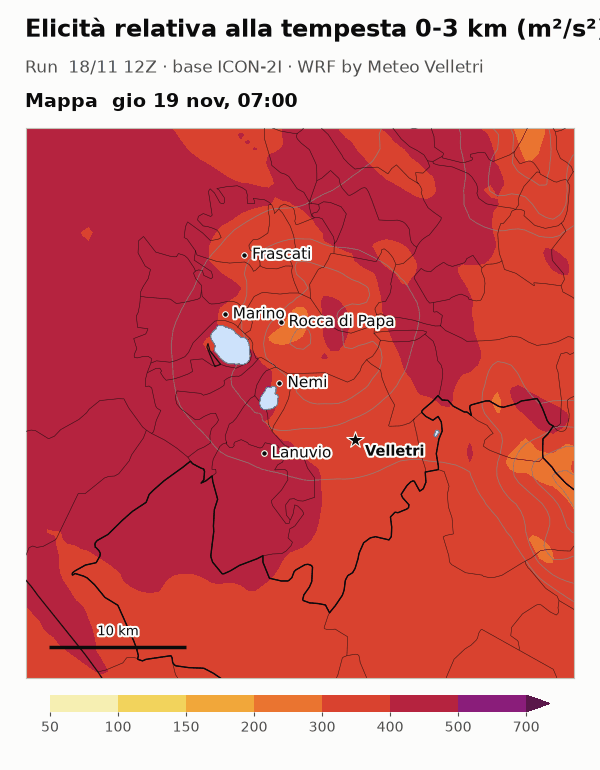 Elicità relativa alla tempesta 0-3 km (m²/s²)
Run  18/11 12Z · base ICON-2I · WRF by Meteo Velletri
Mappa  gio 19 nov, 07:00
Frascati
Marino
Rocca di Papa
Nemi
Velletri
Lanuvio
10 km
50 100 150 200 300 400 500 700